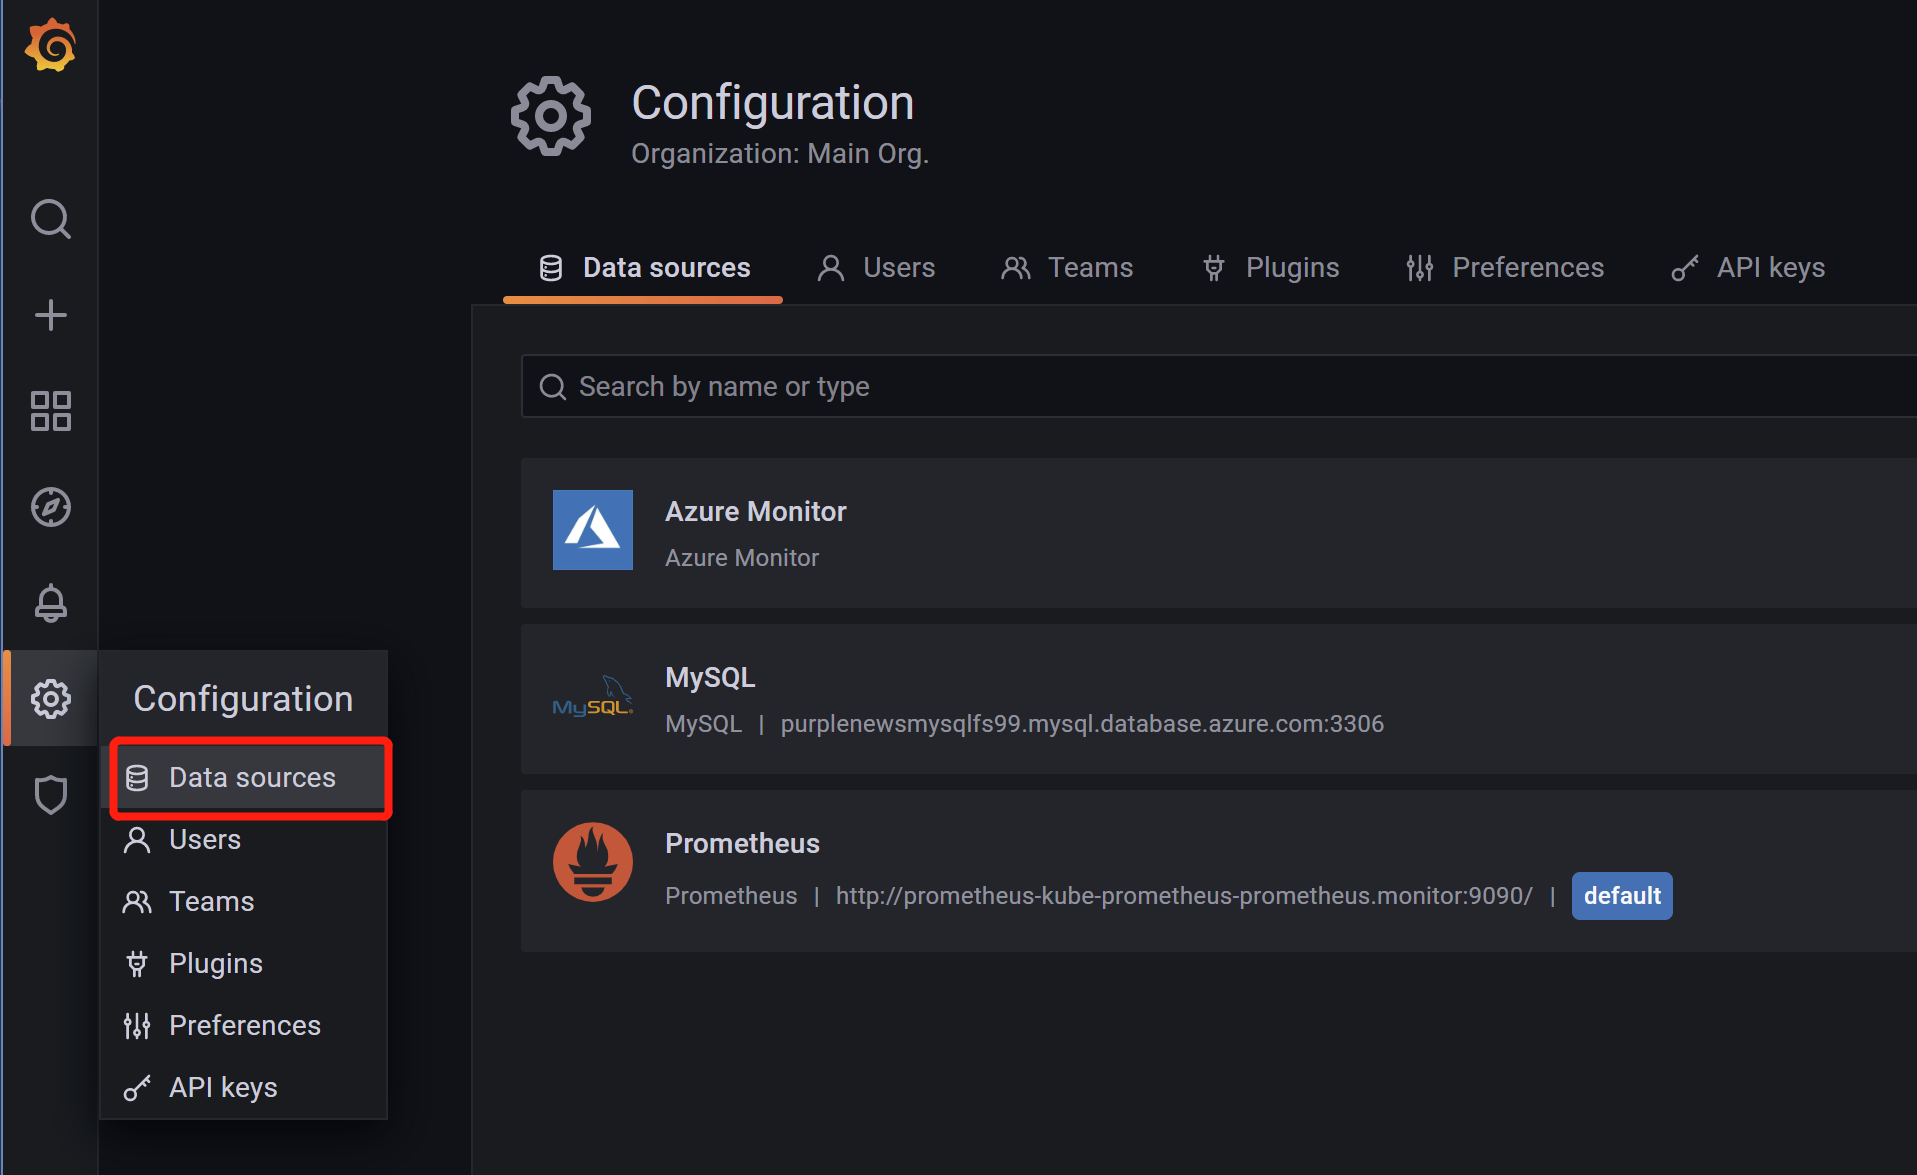 Configuration
Organization: Main Org.
Data sources Users Teams Plugins Preferences API keys
Search by name or type
Azure Monitor
Azure Monitor
MySQL
MySQL
MySQL | purplenewsmysqlfs99.mysql.database.azure.com:3306
Prometheus
Prometheus | http://prometheus-kube-prometheus-prometheus.monitor:9090/ | default
Configuration
Data sources
Users
Teams
Plugins
Preferences
API keys